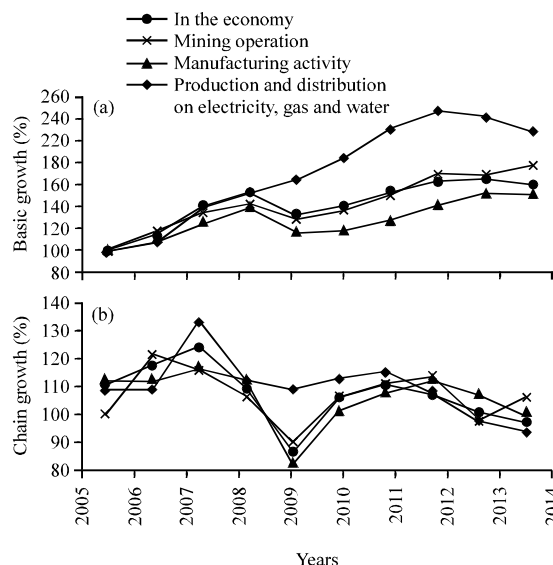 In the economy
Mining operation
Manufacturing activity
Production and distribution
on electricity, gas and water
(a)
Basic growth (%)
260
240
220
180
160
140
120
100
80
(b)
Chain growth (%)
140
130
120
110
100
90
80
2005
2006
2007
2008
2009
2010
2011
2012
2013
2014
Years